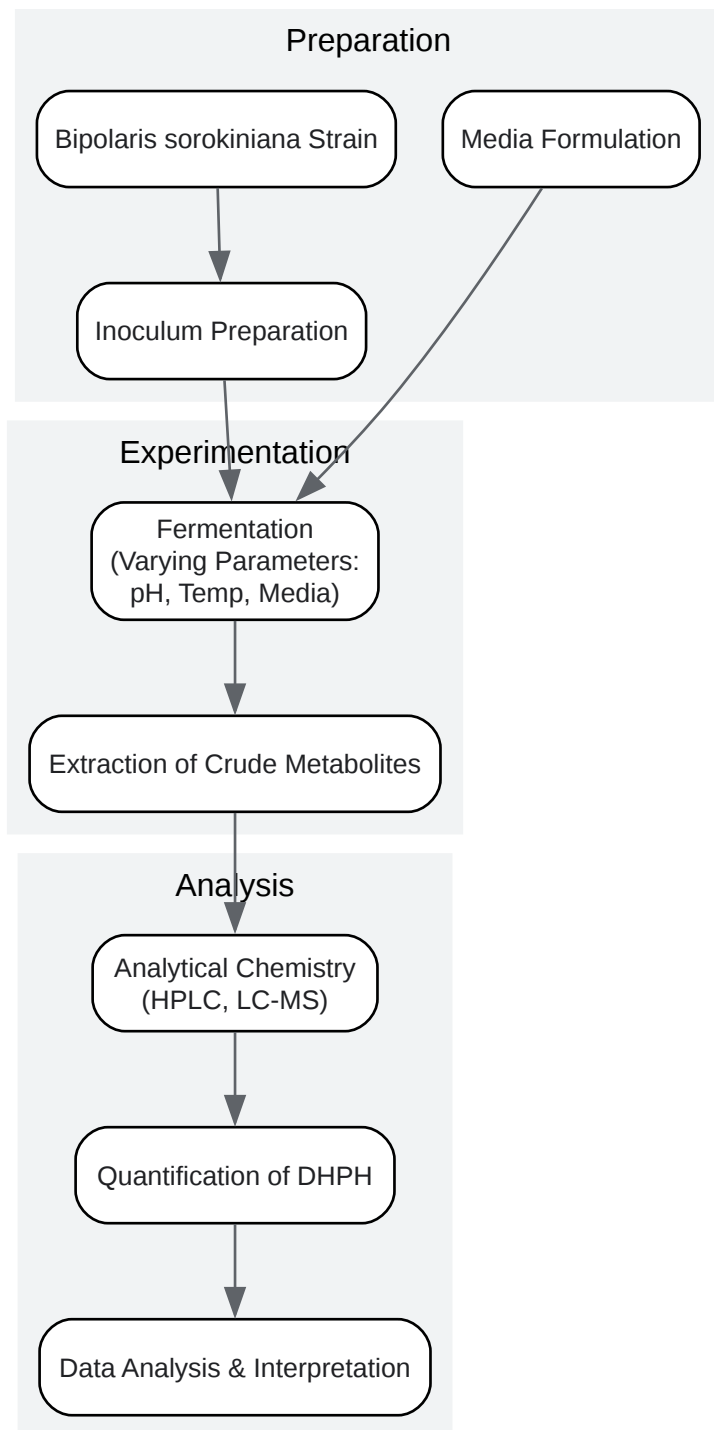 Preparation
Bipolaris sorokiniana Strain
Media Formulation
Inoculum Preparation
Experimentation
Fermentation
(Varying Parameters:
pH, Temp, Media)
Extraction of Crude Metabolites
Analysis
Analytical Chemistry
(HPLC, LC-MS)
Quantification of DHPH
Data Analysis & Interpretation